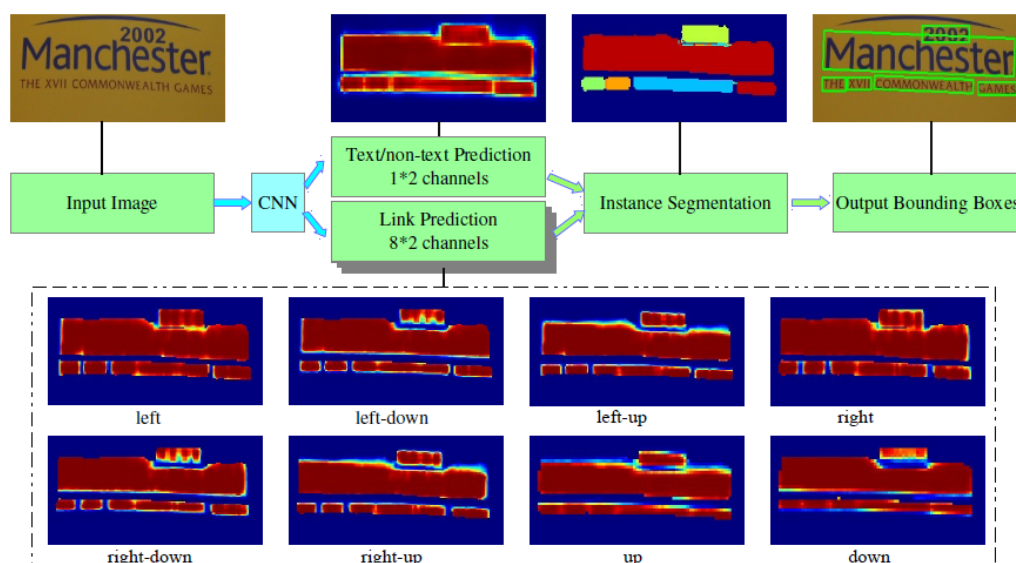 2002
Manchester
THE XVII COMMONWEALTH GAMES
2002
Manchester
THE XVII COMMONWEALTH GAMES
Text/non-text Prediction
1*2 channels
Input Image
CNN
Instance Segmentation
Output Bounding Boxes
Link Prediction
8*2 channels
left
left-down
left-up
right
right-down
right-up
up
down